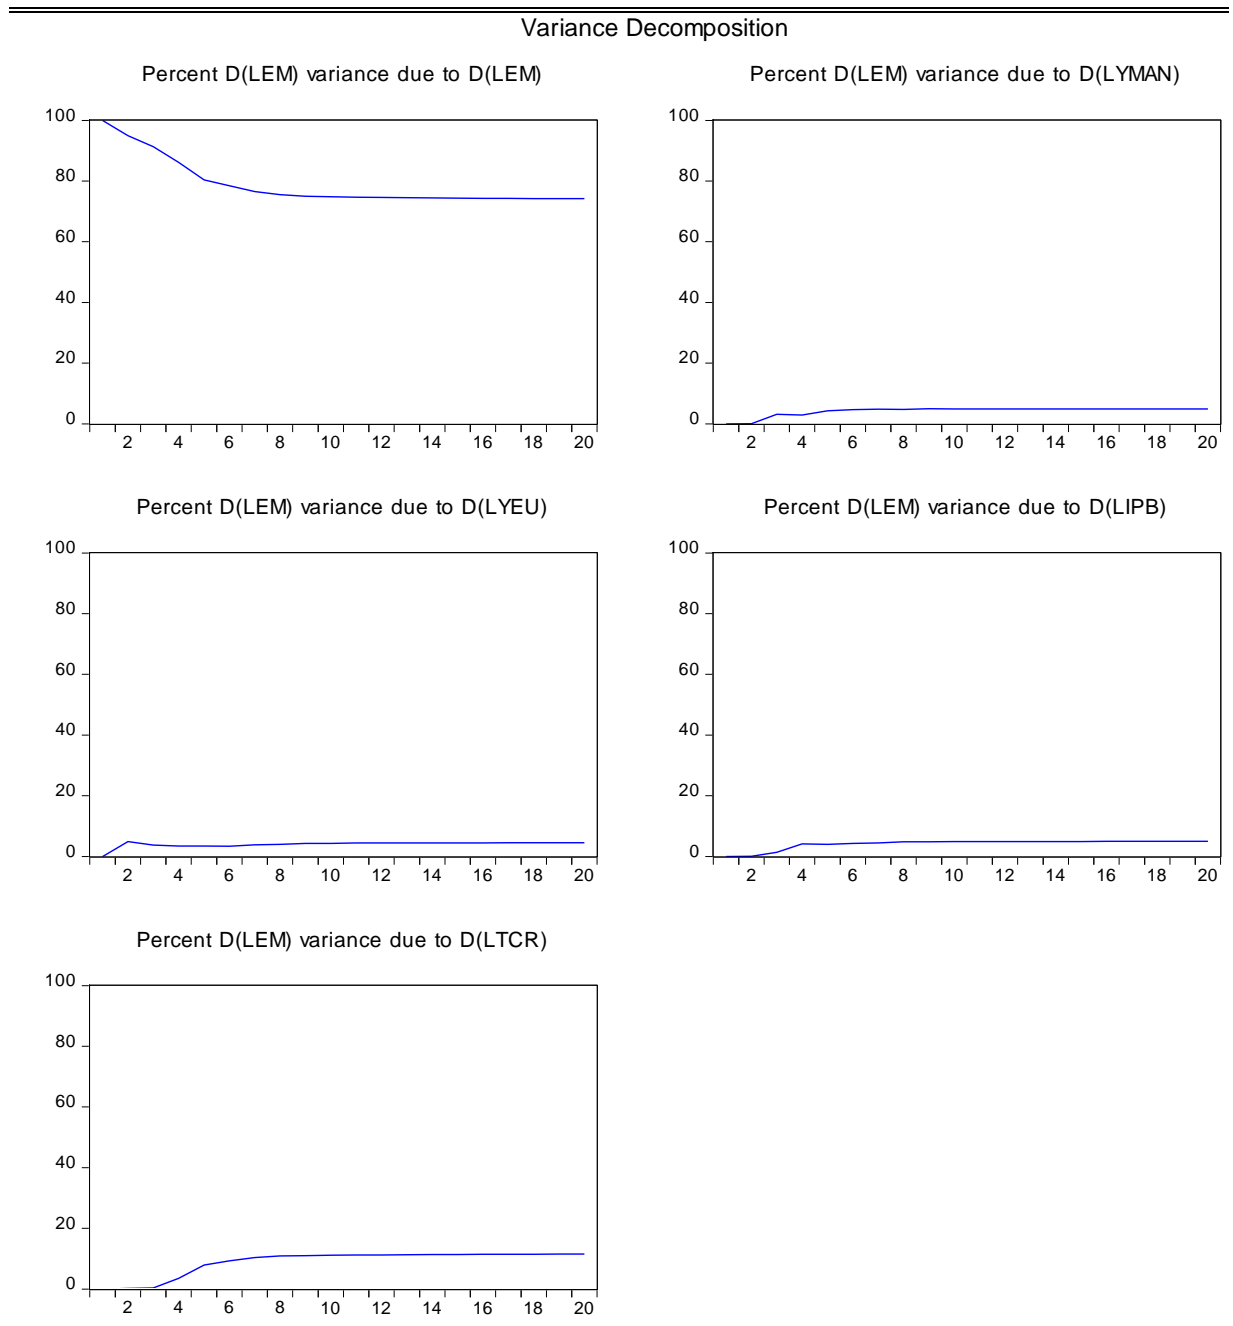 Variance Decomposition
Percent D(LEM) variance due to D(LEM)
100
80
60
40
20
0
2 4 6 8 10 12 14 16 18 20
Percent D(LEM) variance due to D(LYMAN)
100
80
60
40
20
0
2 4 6 8 10 12 14 16 18 20
Percent D(LEM) variance due to D(LYEU)
100
80
60
40
20
0
2 4 6 8 10 12 14 16 18 20
Percent D(LEM) variance due to D(LIPB)
100
80
60
40
20
0
2 4 6 8 10 12 14 16 18 20
Percent D(LEM) variance due to D(LTCR)
100
80
60
40
20
0
2 4 6 8 10 12 14 16 18 20